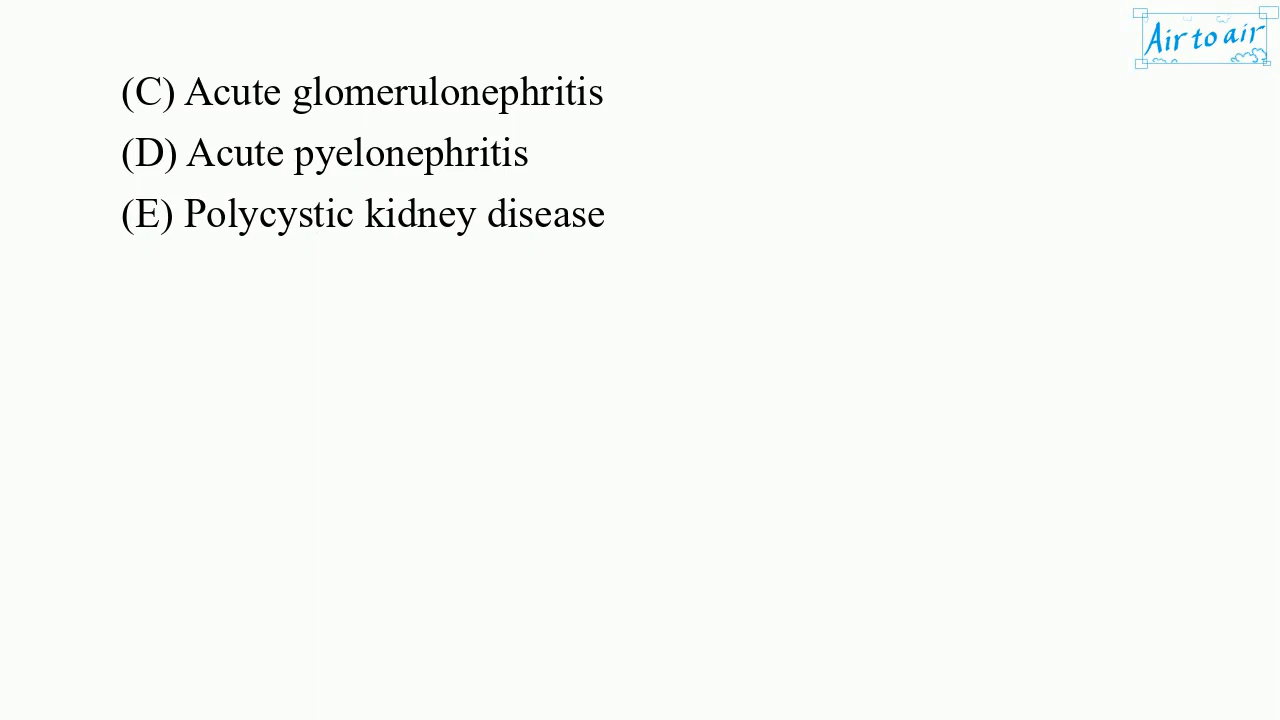 Air to air
(C) Acute glomerulonephritis
(D) Acute pyelonephritis
(E) Polycystic kidney disease